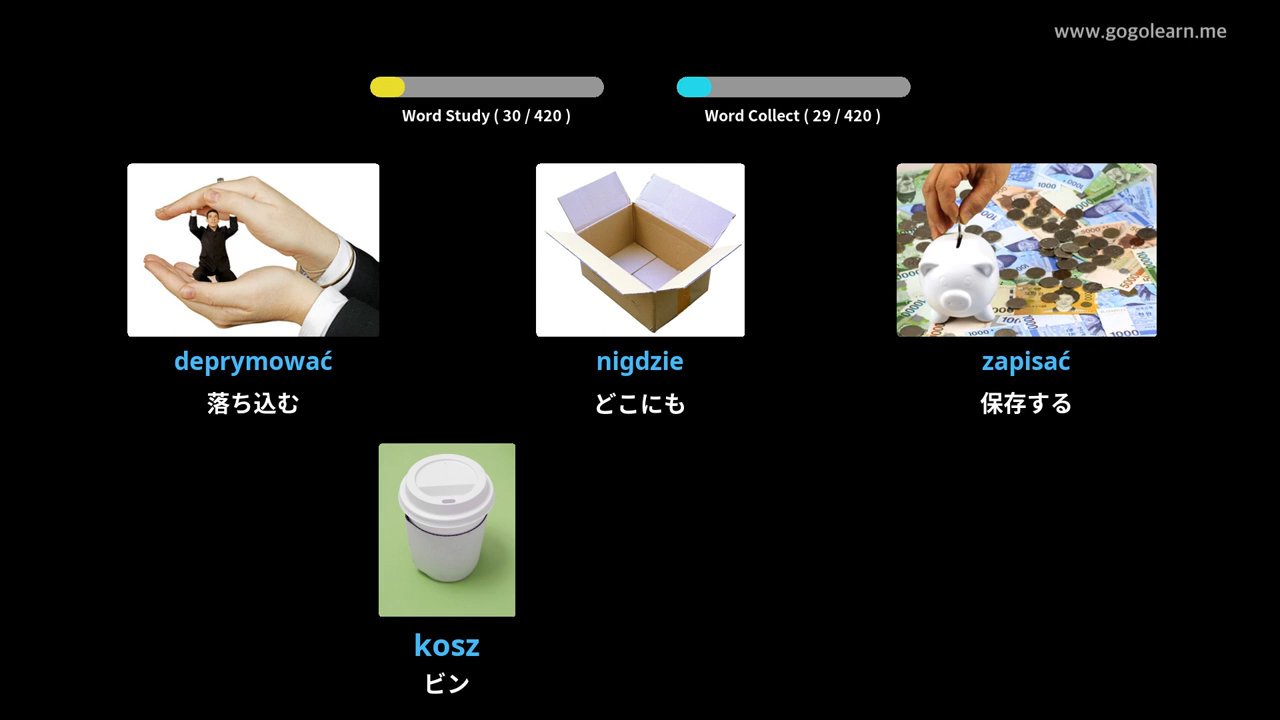 www.gogolearn.me
Word Study ( 30 / 420 )
Word Collect ( 29 / 420 )
deprymować
落ち込む
nigdzie
どこにも
zapisać
保存する
kosz
ビン